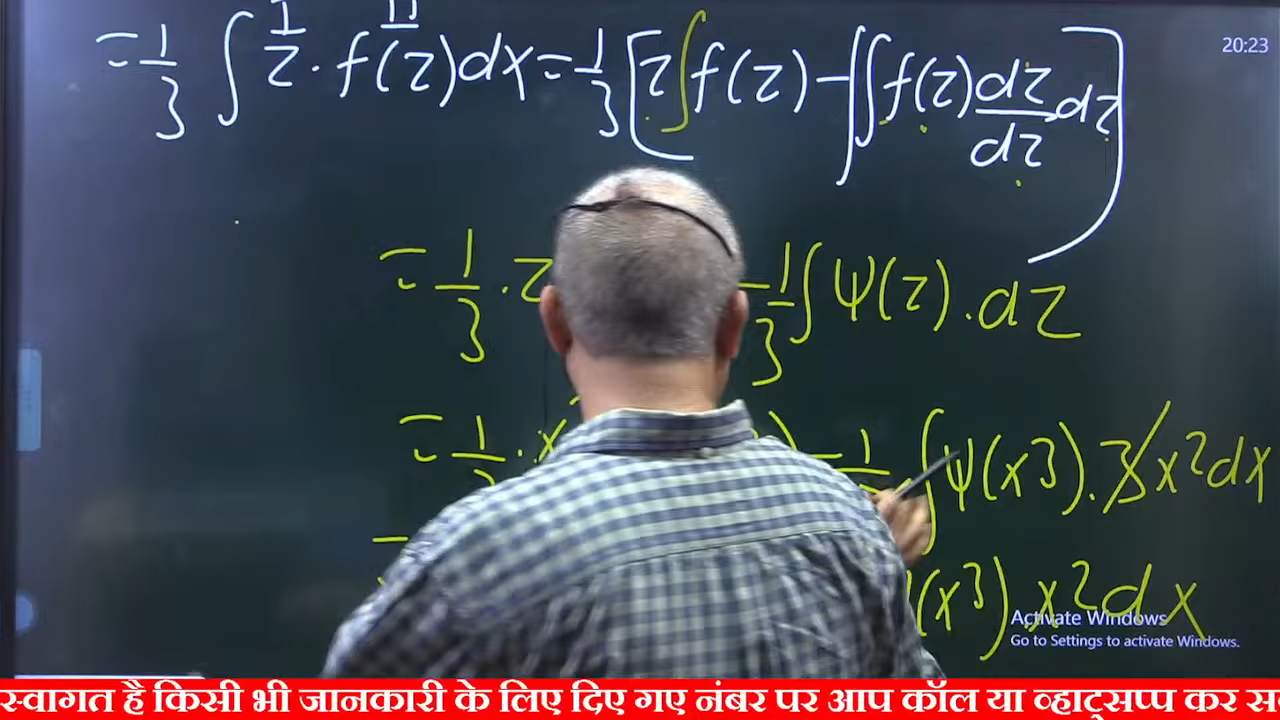 20:23
= 1/3 ∫ z^I . f(z)^II dx = 1/3 [z ∫ f(z) - ∫∫ f(z) dz/dz dz]
= 1/3 . z - 1/3 ∫ ψ(z) . dz
= 1/3 . x ) - 1/ ∫ ψ(x3) . 3 x2 dx
= (x3) x2 dx
Activate Windows
Go to Settings to activate Windows.
स्वागत है किसी भी जानकारी के लिए दिए गए नंबर पर आप कॉल या व्हाट्सप्प कर